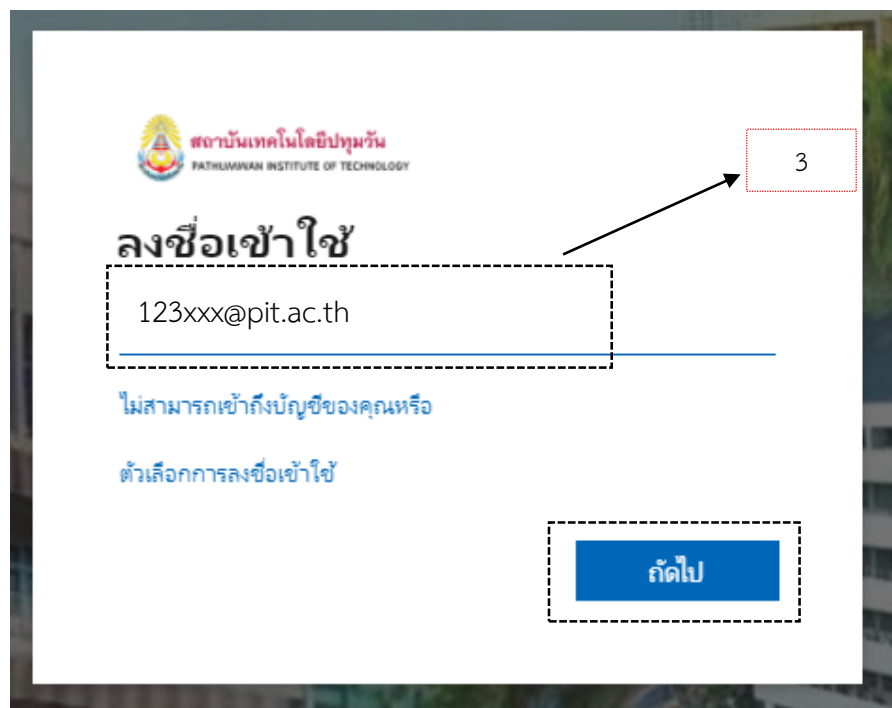 สถาบันเทคโนโลยีปทุมวัน
PATHUMWAN INSTITUTE OF TECHNOLOGY
3
ลงชื่อเข้าใช้
123xxx@pit.ac.th
ไม่สามารถเข้าถึงบัญชีของคุณหรือ
ตัวเลือกการลงชื่อเข้าใช้
ถัดไป